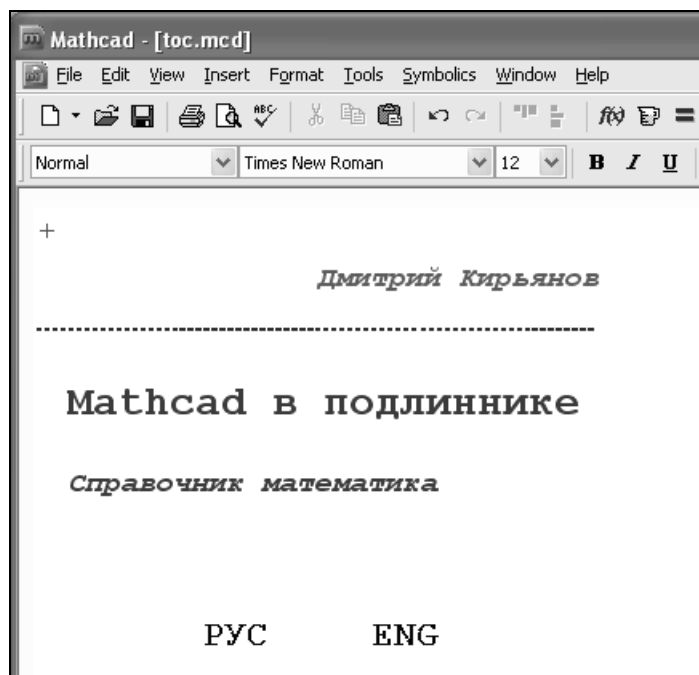 Mathcad - [toc.mcd]
File Edit View Insert Format Tools Symbolics Window Help
ABC f(x)
Normal Times New Roman 12 B I U
Дмитрий Кирьянов
Mathcad в подлиннике
Справочник математика
РУС ENG